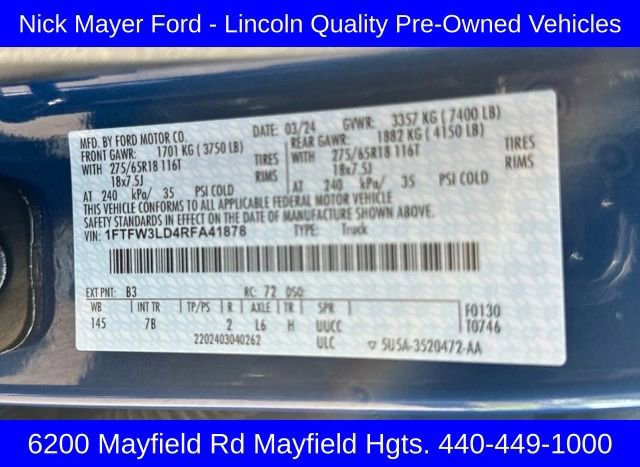 Nick Mayer Ford - Lincoln Quality Pre-Owned Vehicles
MFD. BY FORD MOTOR CO.
DATE: 03/24 GVWR: 3357 KG (7400 LB)
FRONT GAWR: 1701 KG (3750 LB) REAR GAWR: 1882 KG (4150 LB)
WITH 275/65R18 116T TIRES WITH 275/65R18 116T TIRES
18x7.5J RIMS 18x7.5J RIMS
AT 240 kPa/ 35 PSI COLD AT 240 kPa/ 35 PSI COLD
THIS VEHICLE CONFORMS TO ALL APPLICABLE FEDERAL MOTOR VEHICLE
SAFETY STANDARDS IN EFFECT ON THE DATE OF MANUFACTURE SHOWN ABOVE.
VIN: 1FTFW3LD4RFA41878 TYPE: Truck
EXT PNT: B3 RC: 72 DSO:
WB INT TR TP/PS R AXLE TR SPR F0130
145 7B 2 L6 H UUCC T0746
2202403040262 ULC ▽ 5U5A-3520472-AA
6200 Mayfield Rd Mayfield Hgts. 440-449-1000